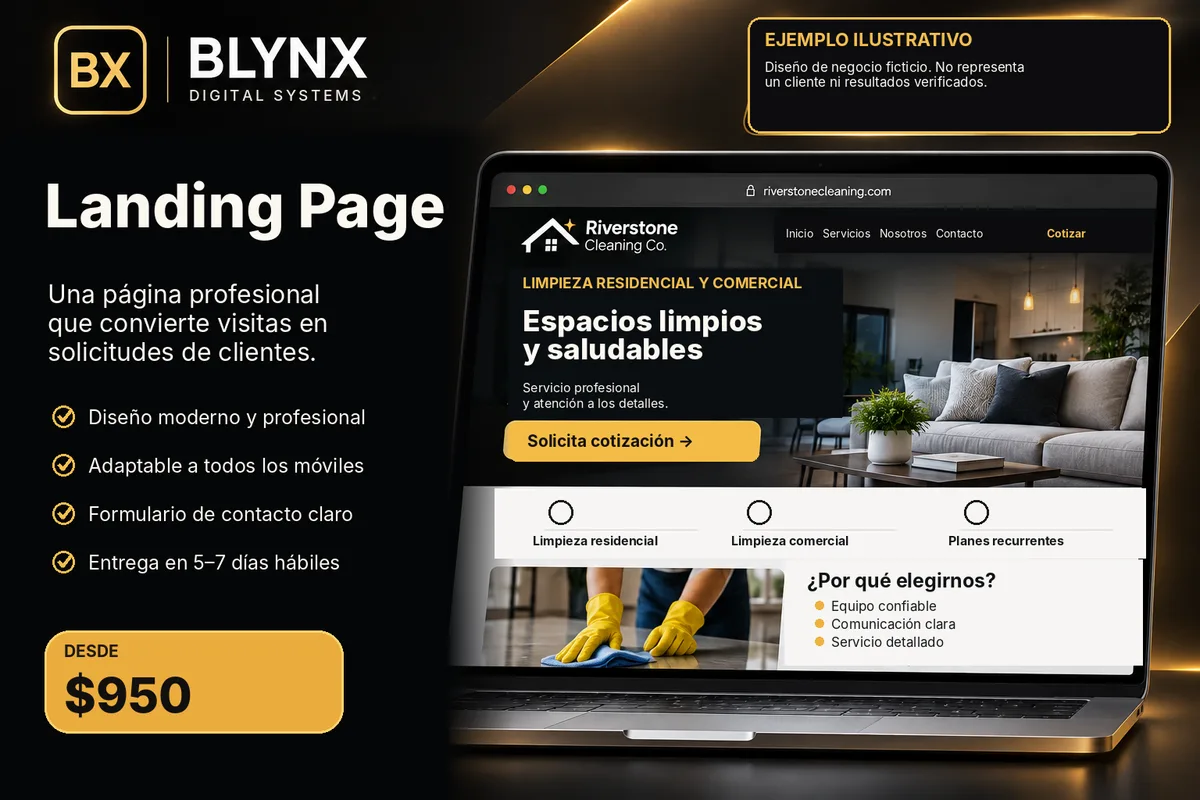 BX
BLYNX
DIGITAL SYSTEMS
EJEMPLO ILUSTRATIVO
Diseño de negocio ficticio. No representa
un cliente ni resultados verificados.
Landing Page
Una página profesional
que convierte visitas en
solicitudes de clientes.
Diseño moderno y profesional
Adaptable a todos los móviles
Formulario de contacto claro
Entrega en 5–7 días hábiles
DESDE
$950
riverstonecleaning.com
Riverstone
Cleaning Co.
Inicio Servicios Nosotros Contacto Cotizar
LIMPIEZA RESIDENCIAL Y COMERCIAL
Espacios limpios
y saludables
Servicio profesional
y atención a los detalles.
Solicita cotización →
Limpieza residencial
Limpieza comercial
Planes recurrentes
¿Por qué elegirnos?
Equipo confiable
Comunicación clara
Servicio detallado